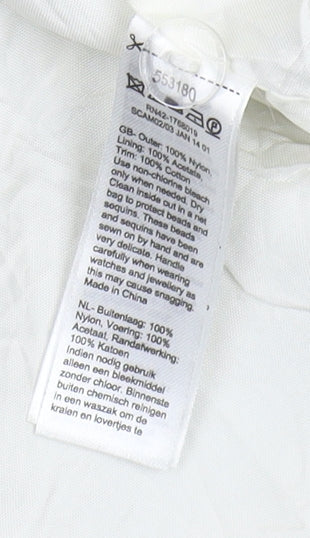 553180
RN42-1768019
SCAM02/03 JAN 14 01
GB- Outer: 100% Nylon,
Lining: 100% Acetate,
Trim: 100% Cotton
Use non-chlorine bleach
only when needed. Dry
Clean inside out in a net
bag to protect beads and
sequins. These beads
and sequins have been
sewn on by hand and are
very delicate. Handle
carefully when wearing
watches and jewellery as
this may cause snagging.
Made in China
NL- Buitenlaag: 100%
Nylon, Voering: 100%
Acetaat, Randafwerking:
100% Katoen
Indien nodig gebruik
alleen een bleekmiddel
zonder chloor. Binnenste
buiten chemisch reinigen
in een waszak om de
kralen en lovertjes te